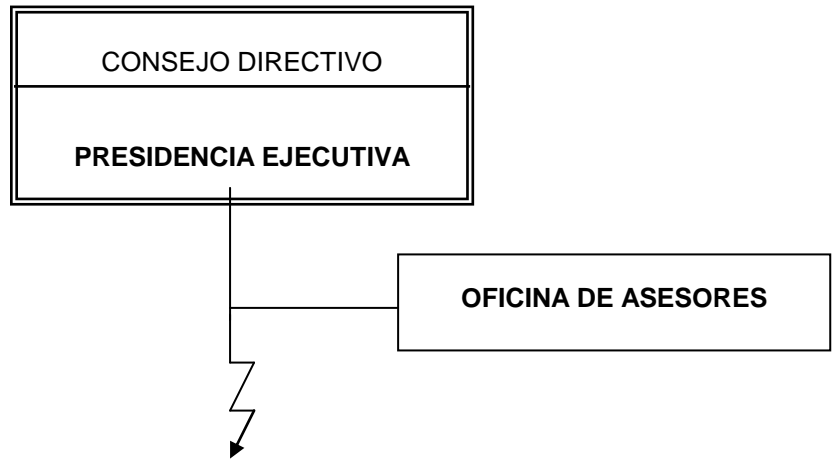 CONSEJO DIRECTIVO
PRESIDENCIA EJECUTIVA
OFICINA DE ASESORES